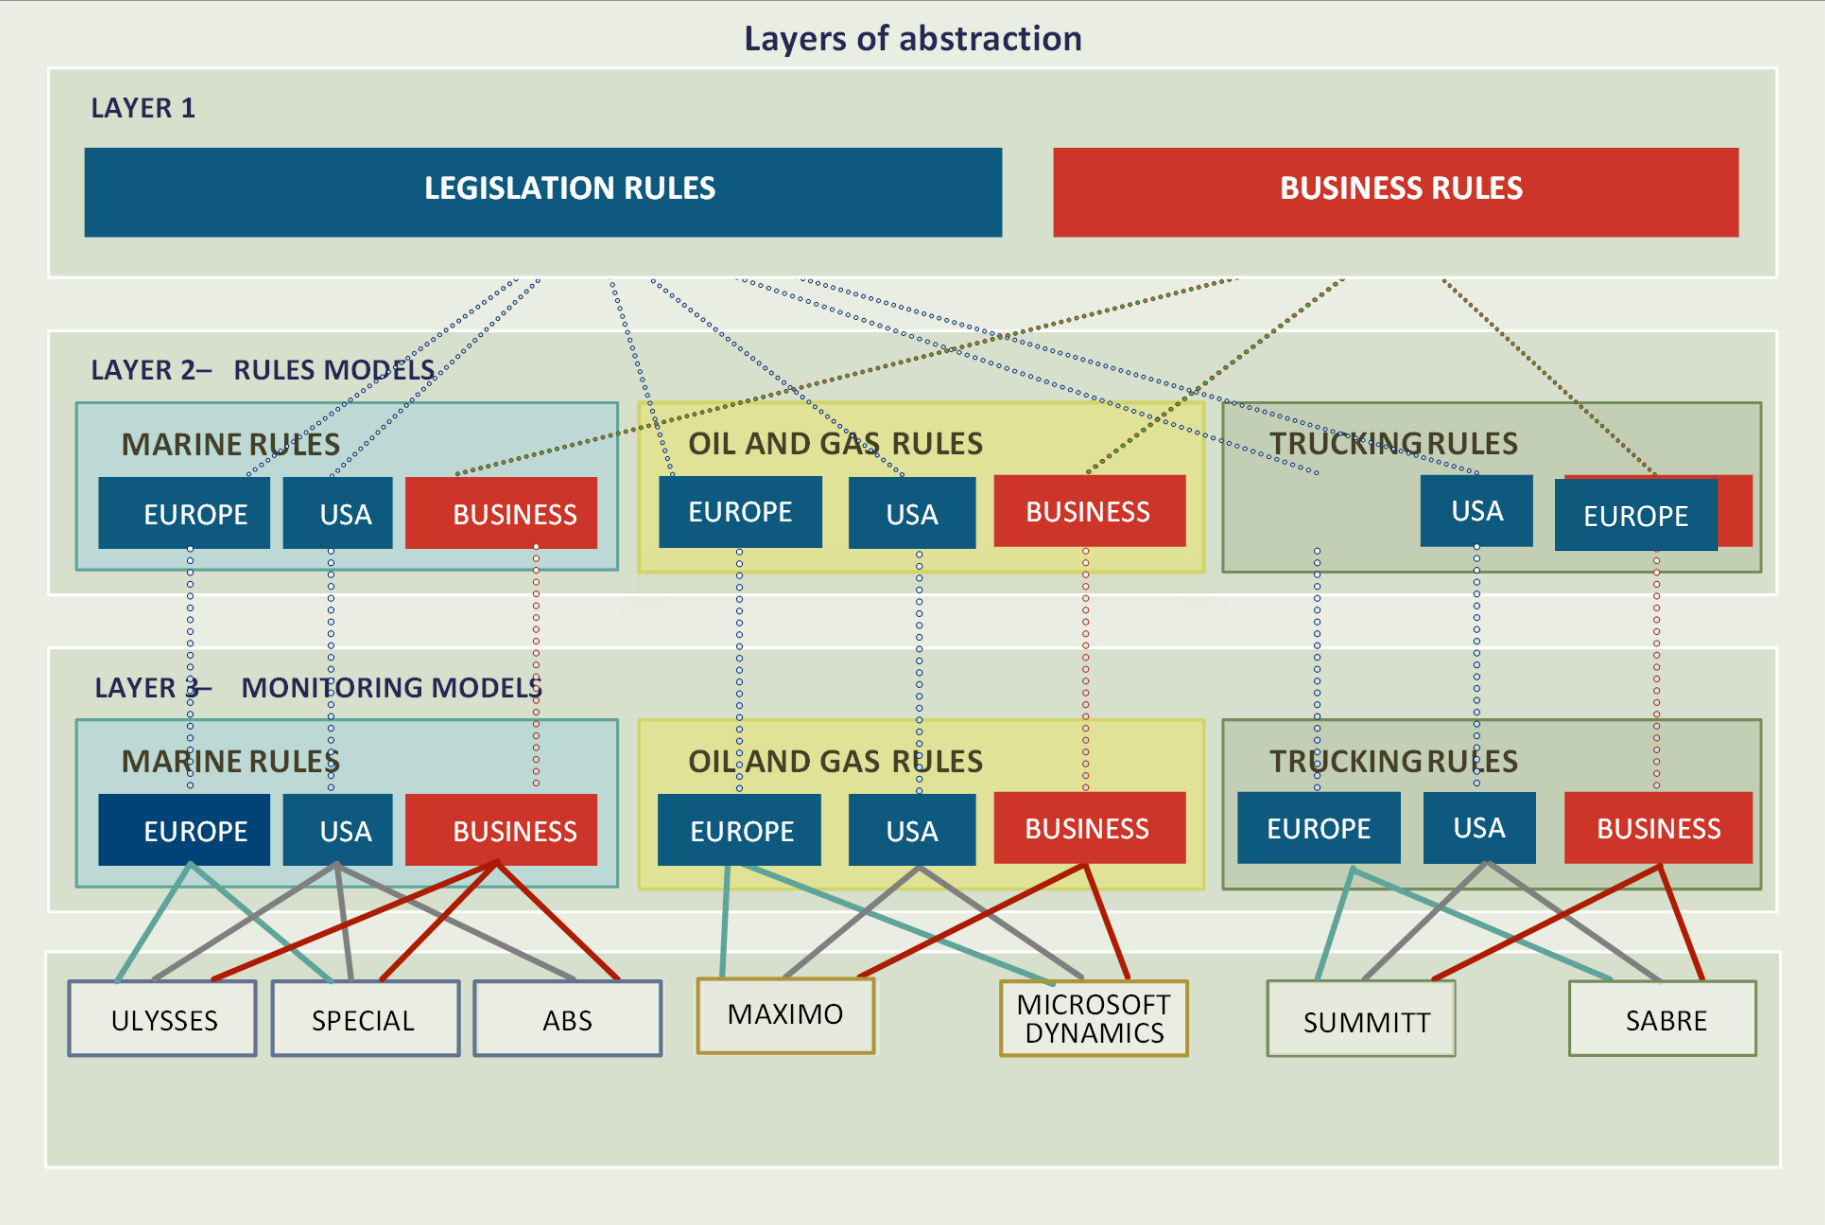 Layers of abstraction
LAYER 1
LEGISLATION RULES
BUSINESS RULES
LAYER 2– RULES MODELS
MARINE RULES
EUROPE
USA
BUSINESS
OIL AND GAS RULES
EUROPE
USA
BUSINESS
TRUCKING RULES
USA
EUROPE
LAYER 3– MONITORING MODELS
MARINE RULES
EUROPE
USA
BUSINESS
OIL AND GAS RULES
EUROPE
USA
BUSINESS
TRUCKING RULES
EUROPE
USA
BUSINESS
ULYSSES
SPECIAL
ABS
MAXIMO
MICROSOFT
DYNAMICS
SUMMITT
SABRE